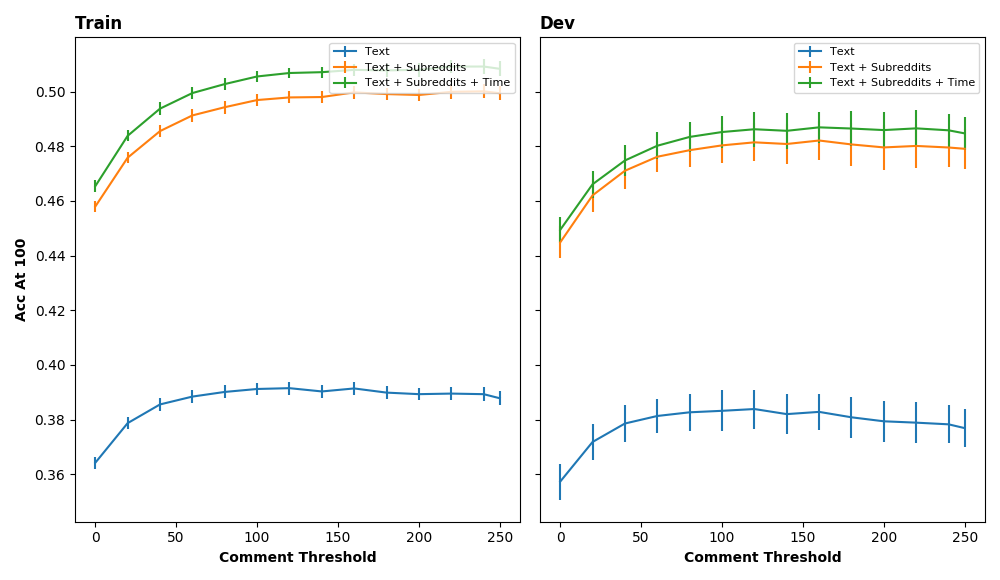 Train
Dev
Text
Text + Subreddits
Text + Subreddits + Time
Text
Text + Subreddits
Text + Subreddits + Time
Acc At 100
0.50
0.48
0.46
0.44
0.42
0.40
0.38
0.36
0 50 100 150 200 250
0 50 100 150 200 250
Comment Threshold
Comment Threshold